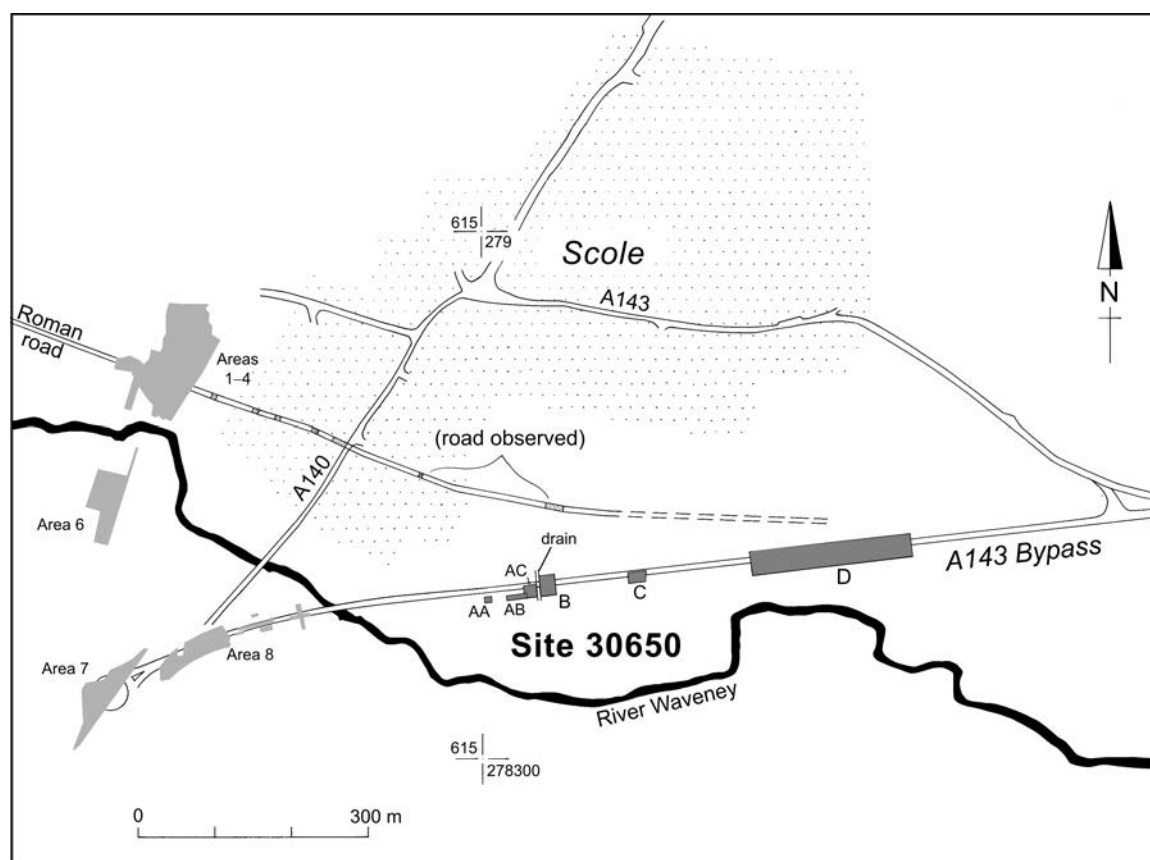 615
279
Scole
A143
N
Roman
road
Areas
1–4
(road observed)
A140
Area 6
drain
A143 Bypass
AC
D
C
B
AA
AB
Site 30650
Area 8
Area 7
River Waveney
615
278300
0
300 m